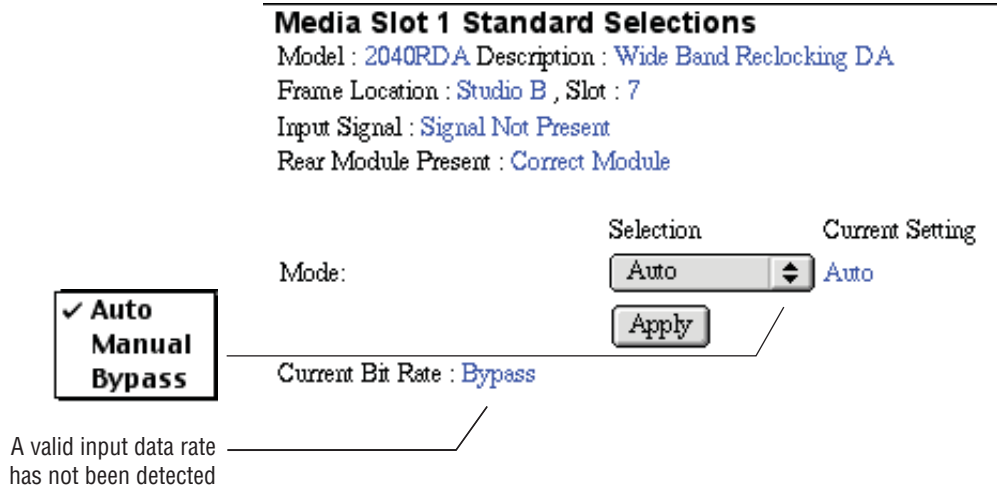 Media Slot 1 Standard Selections
Model : 2040RDA Description : Wide Band Reclocking DA
Frame Location : Studio B , Slot : 7
Input Signal : Signal Not Present
Rear Module Present : Correct Module
Selection Current Setting
Mode: Auto Auto
Apply
✓ Auto
Manual
Bypass
Current Bit Rate : Bypass
A valid input data rate
has not been detected